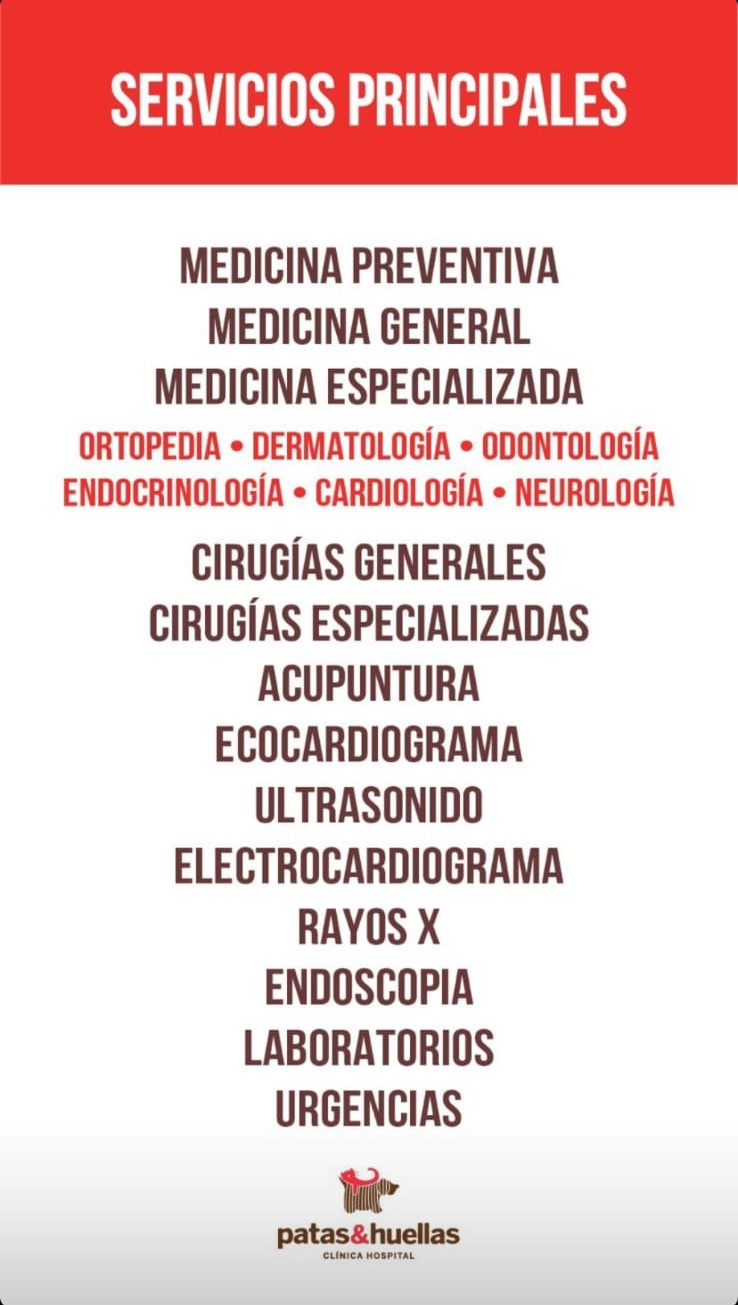 SERVICIOS PRINCIPALES
MEDICINA PREVENTIVA
MEDICINA GENERAL
MEDICINA ESPECIALIZADA
ORTOPEDIA • DERMATOLOGÍA • ODONTOLOGÍA
ENDOCRINOLOGÍA • CARDIOLOGÍA • NEUROLOGÍA
CIRUGÍAS GENERALES
CIRUGÍAS ESPECIALIZADAS
ACUPUNTURA
ECOCARDIOGRAMA
ULTRASONIDO
ELECTROCARDIOGRAMA
RAYOS X
ENDOSCOPIA
LABORATORIOS
URGENCIAS
patas&huellas
CLÍNICA HOSPITAL